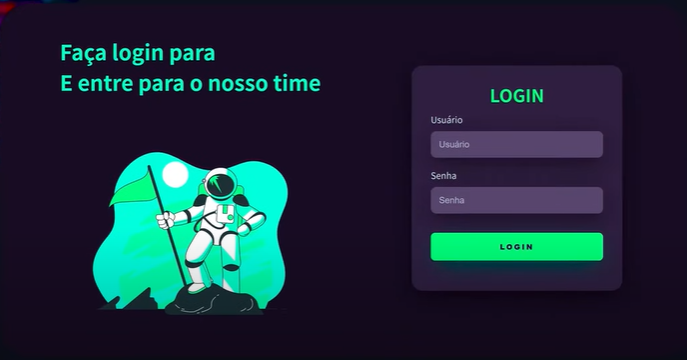 Faça login para
E entre para o nosso time
LOGIN
Usuário
Usuário
Senha
Senha
LOGIN